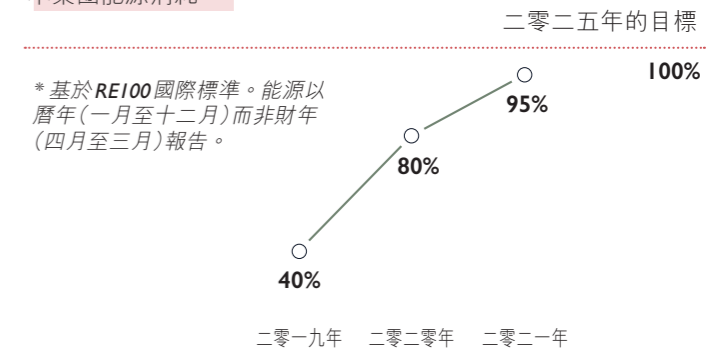 二零二五年的目標
* 基於RE100國際標準。能源以
曆年(一月至十二月)而非財年
(四月至三月)報告。
100%
95%
80%
40%
二零一九年 二零二零年 二零二一年